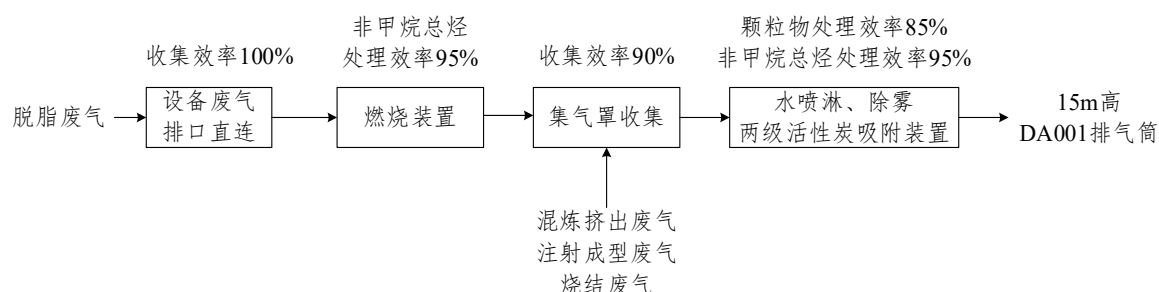 非甲烷总烃
颗粒物处理效率85%
收集效率100%
处理效率95%
收集效率90%
非甲烷总烃处理效率95%
脱脂废气
设备废气
排口直连
燃烧装置
集气罩收集
水喷淋、除雾
两级活性炭吸附装置
15m高
DA001排气筒
混炼挤出废气
注射成型废气
烧结废气